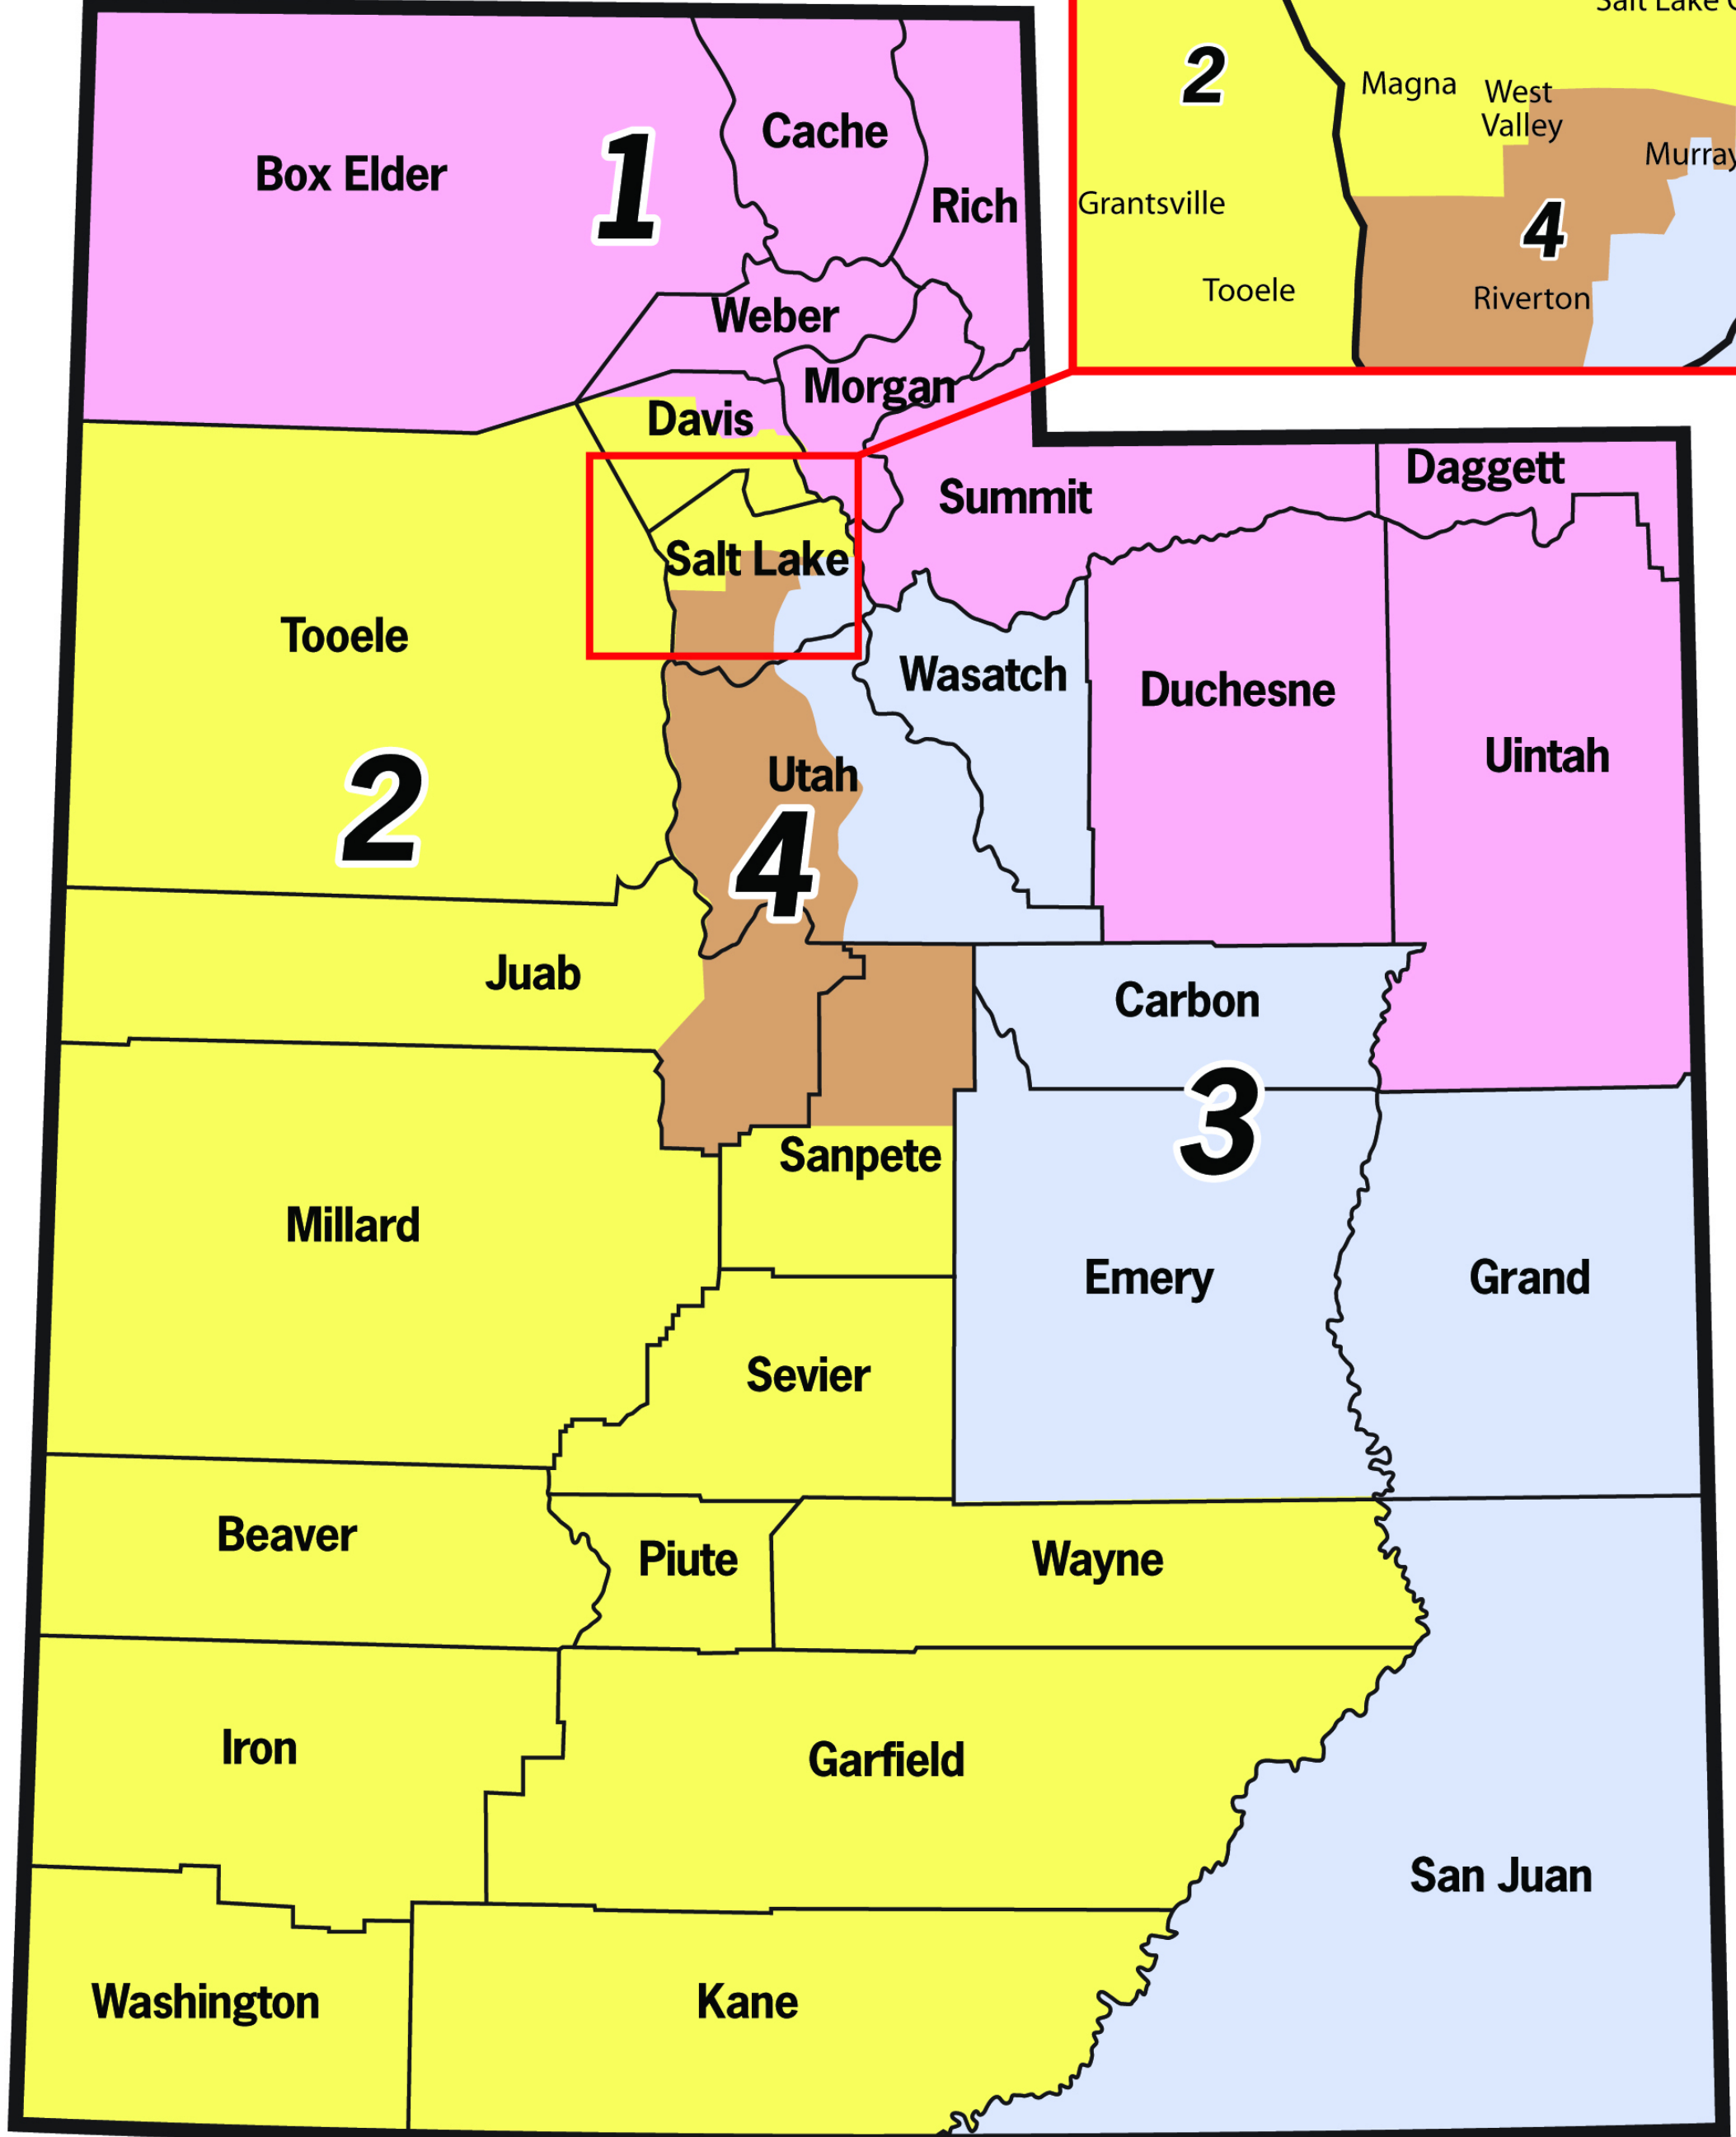 Salt Lake
2
Magna
West
Valley
Murray
Grantsville
4
Tooele
Riverton
Cache
Box Elder
1
Rich
Weber
Morgan
Davis
Daggett
Summit
Salt Lake
Tooele
Wasatch
Duchesne
Uintah
Utah
2
4
Juab
Carbon
3
Sanpete
Millard
Emery
Grand
Sevier
Beaver
Piute
Wayne
Iron
Garfield
San Juan
Washington
Kane